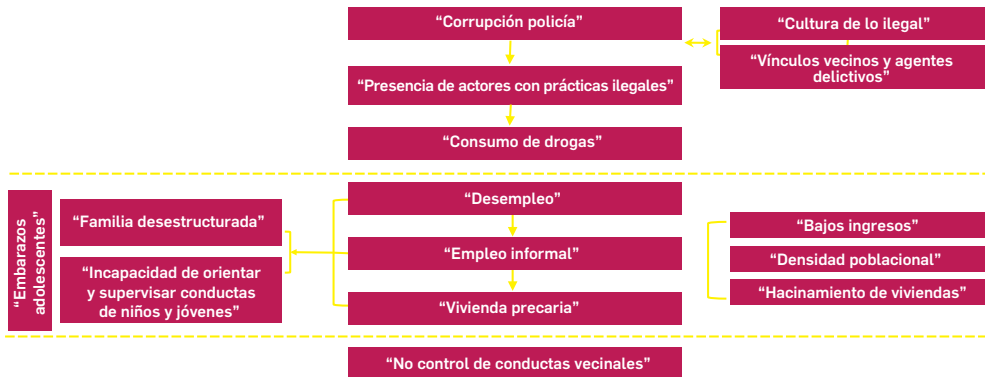 “Corrupción policía”
“Cultura de lo ilegal”
“Vínculos vecinos y agentes
delictivos”
“Presencia de actores con prácticas ilegales”
“Consumo de drogas”
“Embarazos
adolescentes”
“Familia desestructurada”
“Incapacidad de orientar
y supervisar conductas
de niños y jóvenes”
“Desempleo”
“Empleo informal”
“Vivienda precaria”
“Bajos ingresos”
“Densidad poblacional”
“Hacinamiento de viviendas”
“No control de conductas vecinales”